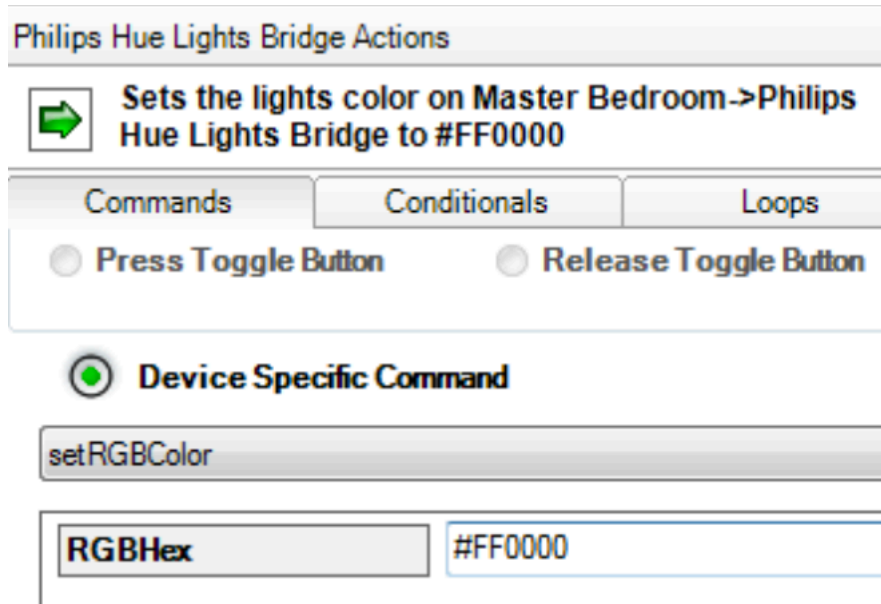 Philips Hue Lights Bridge Actions
Sets the lights color on Master Bedroom->Philips
Hue Lights Bridge to #FF0000
Commands Conditionals Loops
Press Toggle Button Release Toggle Button
Device Specific Command
setRGBColor
RGBHex #FF0000